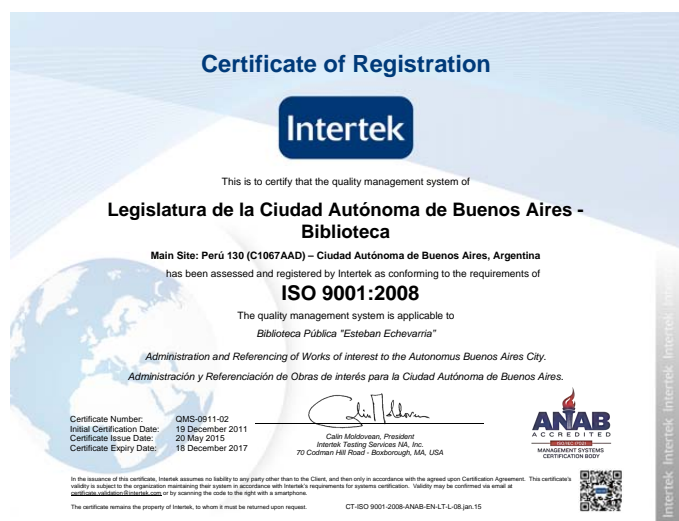 Certificate of Registration
Intertek
This is to certify that the quality management system of
Legislatura de la Ciudad Autónoma de Buenos Aires -
Biblioteca
Main Site: Perú 130 (C1067AAD) – Ciudad Autónoma de Buenos Aires, Argentina
has been assessed and registered by Intertek as conforming to the requirements of
ISO 9001:2008
The quality management system is applicable to
Biblioteca Pública "Esteban Echevarria"
Administration and Referencing of Works of interest to the Autonomus Buenos Aires City.
Administración y Referenciación de Obras de interés para la Ciudad Autónoma de Buenos Aires.
Certificate Number: QMS-0911-02
Initial Certification Date: 19 December 2011
Certificate Issue Date: 20 May 2015
Certificate Expiry Date: 18 December 2017
Calin Moldovean, President
Intertek Testing Services NA, Inc.
70 Codman Hill Road - Boxborough, MA, USA
ANAB
ACCREDITED
ISO/IEC 17021
MANAGEMENT SYSTEMS
CERTIFICATION BODY
In the issuance of this certificate, Intertek assumes no liability to any party other than to the Client, and then only in accordance with the agreed upon Certification Agreement. This certificate's
validity is subject to the organization maintaining their system in accordance with Intertek's requirements for systems certification. Validity may be confirmed via email at
certificate.validation@intertek.com or by scanning the code to the right with a smartphone.
The certificate remains the property of Intertek, to whom it must be returned upon request.
CT-ISO 9001-2008-ANAB-EN-LT-L-08.jan.15
Intertek Intertek Intertek Intertek Intertek